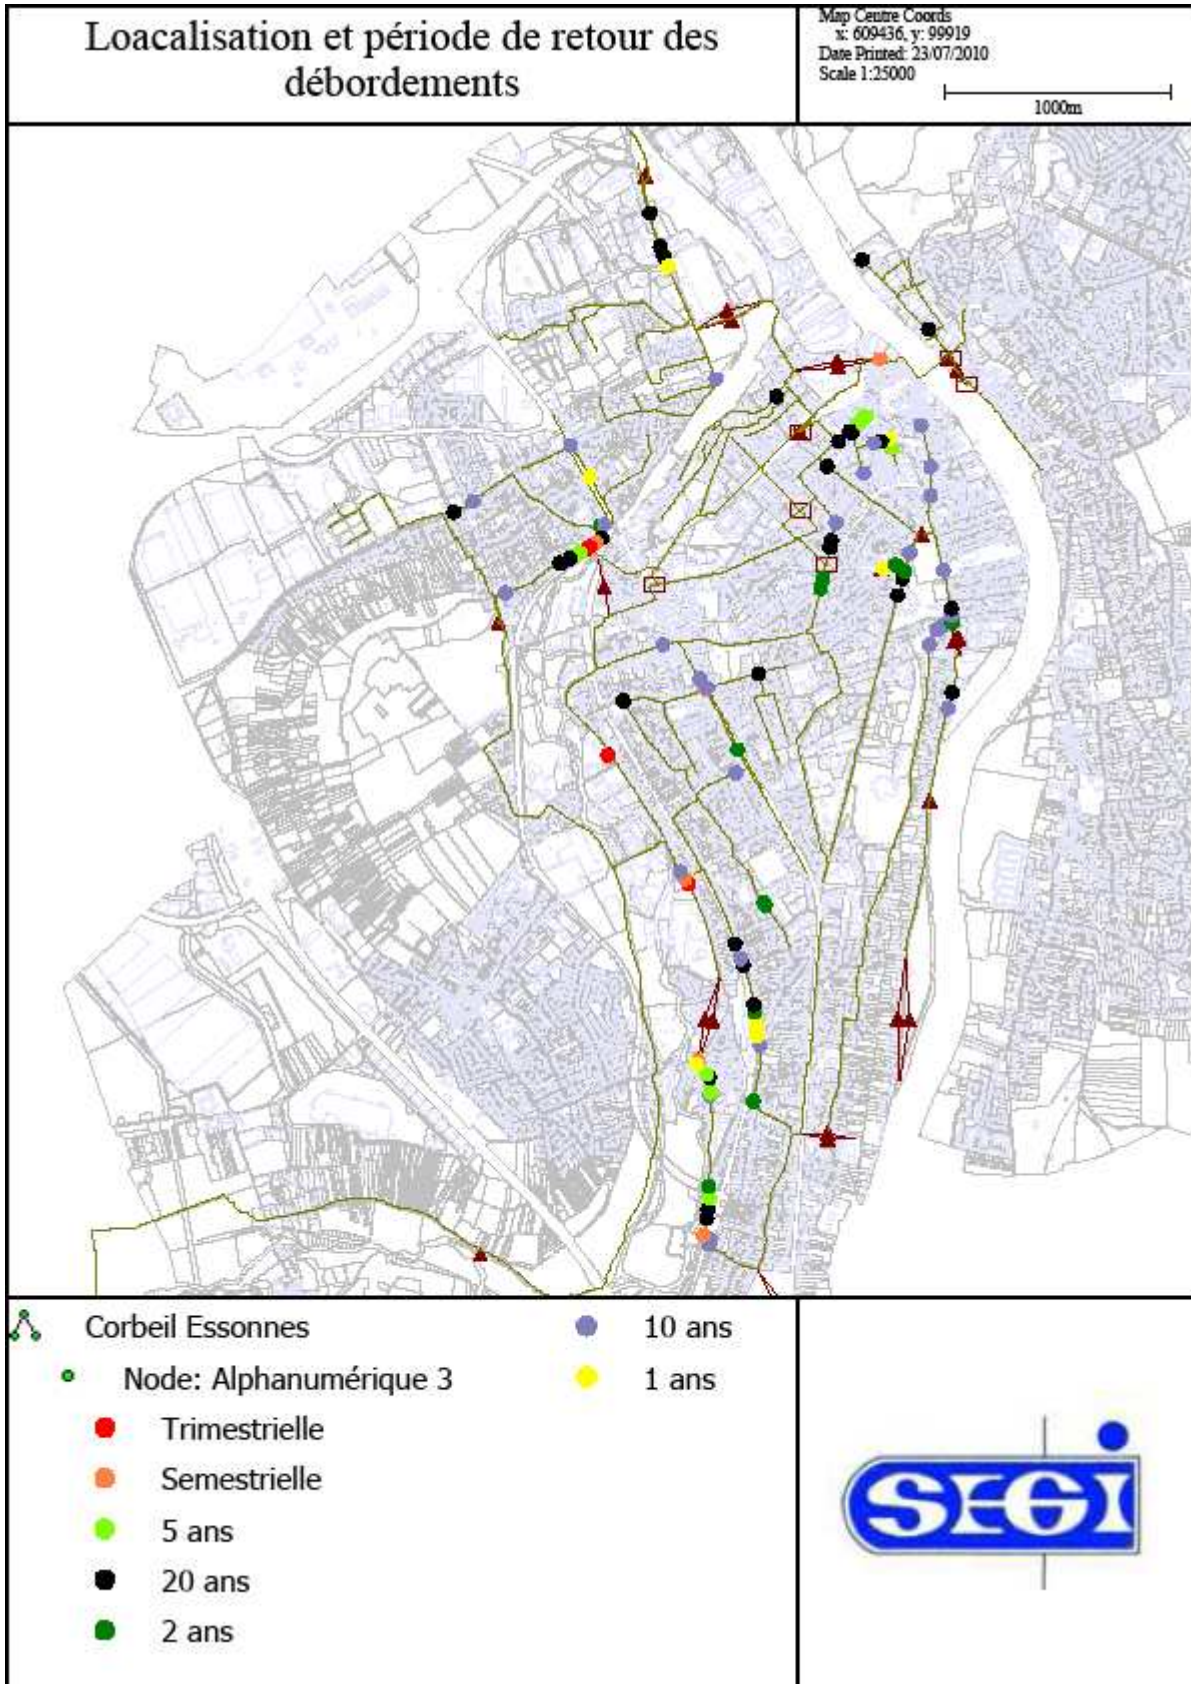 Loacalisation et période de retour des
débordements
Map Centre Coords
x: 609436, y: 99919
Date Printed: 23/07/2010
Scale 1:25000
1000m
Corbeil Essonnes
Node: Alphanumérique 3
Trimestrielle
Semestrielle
5 ans
20 ans
2 ans
10 ans
1 ans
SEGI